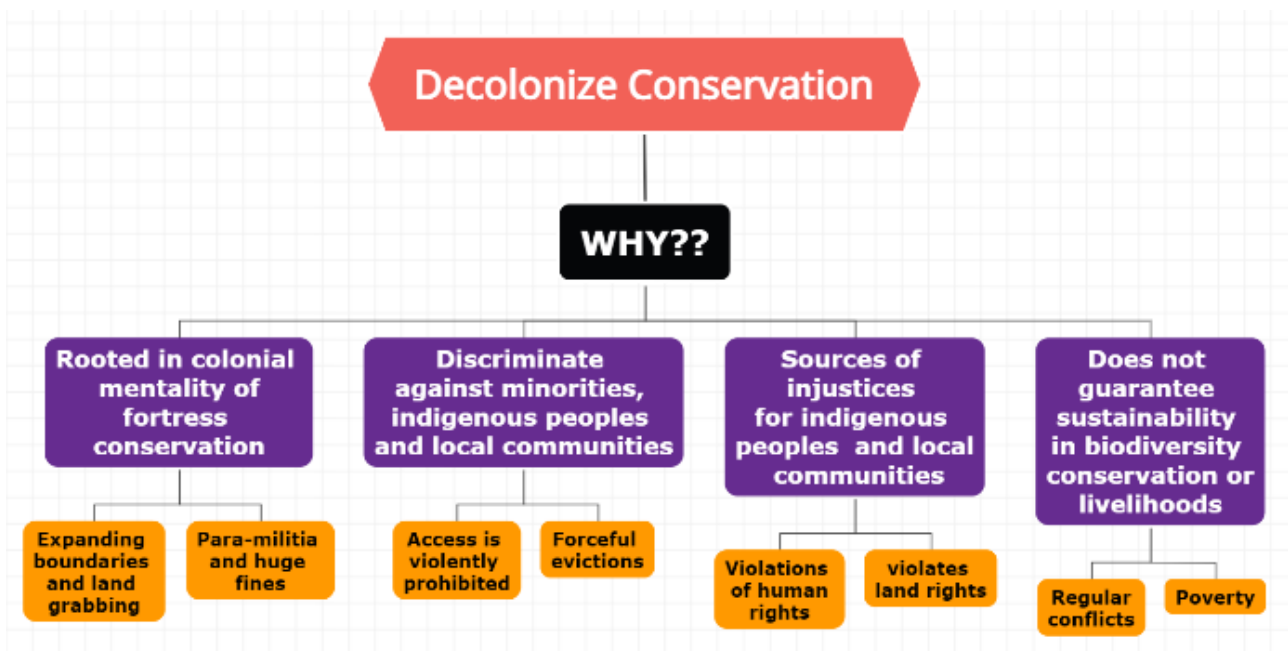 Decolonize Conservation
WHY??
Rooted in colonial
mentality of
fortress
conservation
Discriminate
against minorities,
indigenous peoples
and local communities
Sources of
injustices
for indigenous
peoples and local
communities
Does not
guarantee
sustainability
in biodiversity
conservation or
livelihoods
Expanding
boundaries
and land
grabbing
Para-militia
and huge
fines
Access is
violently
prohibited
Forceful
evictions
Violations
of human
rights
violates
land rights
Regular
conflicts
Poverty